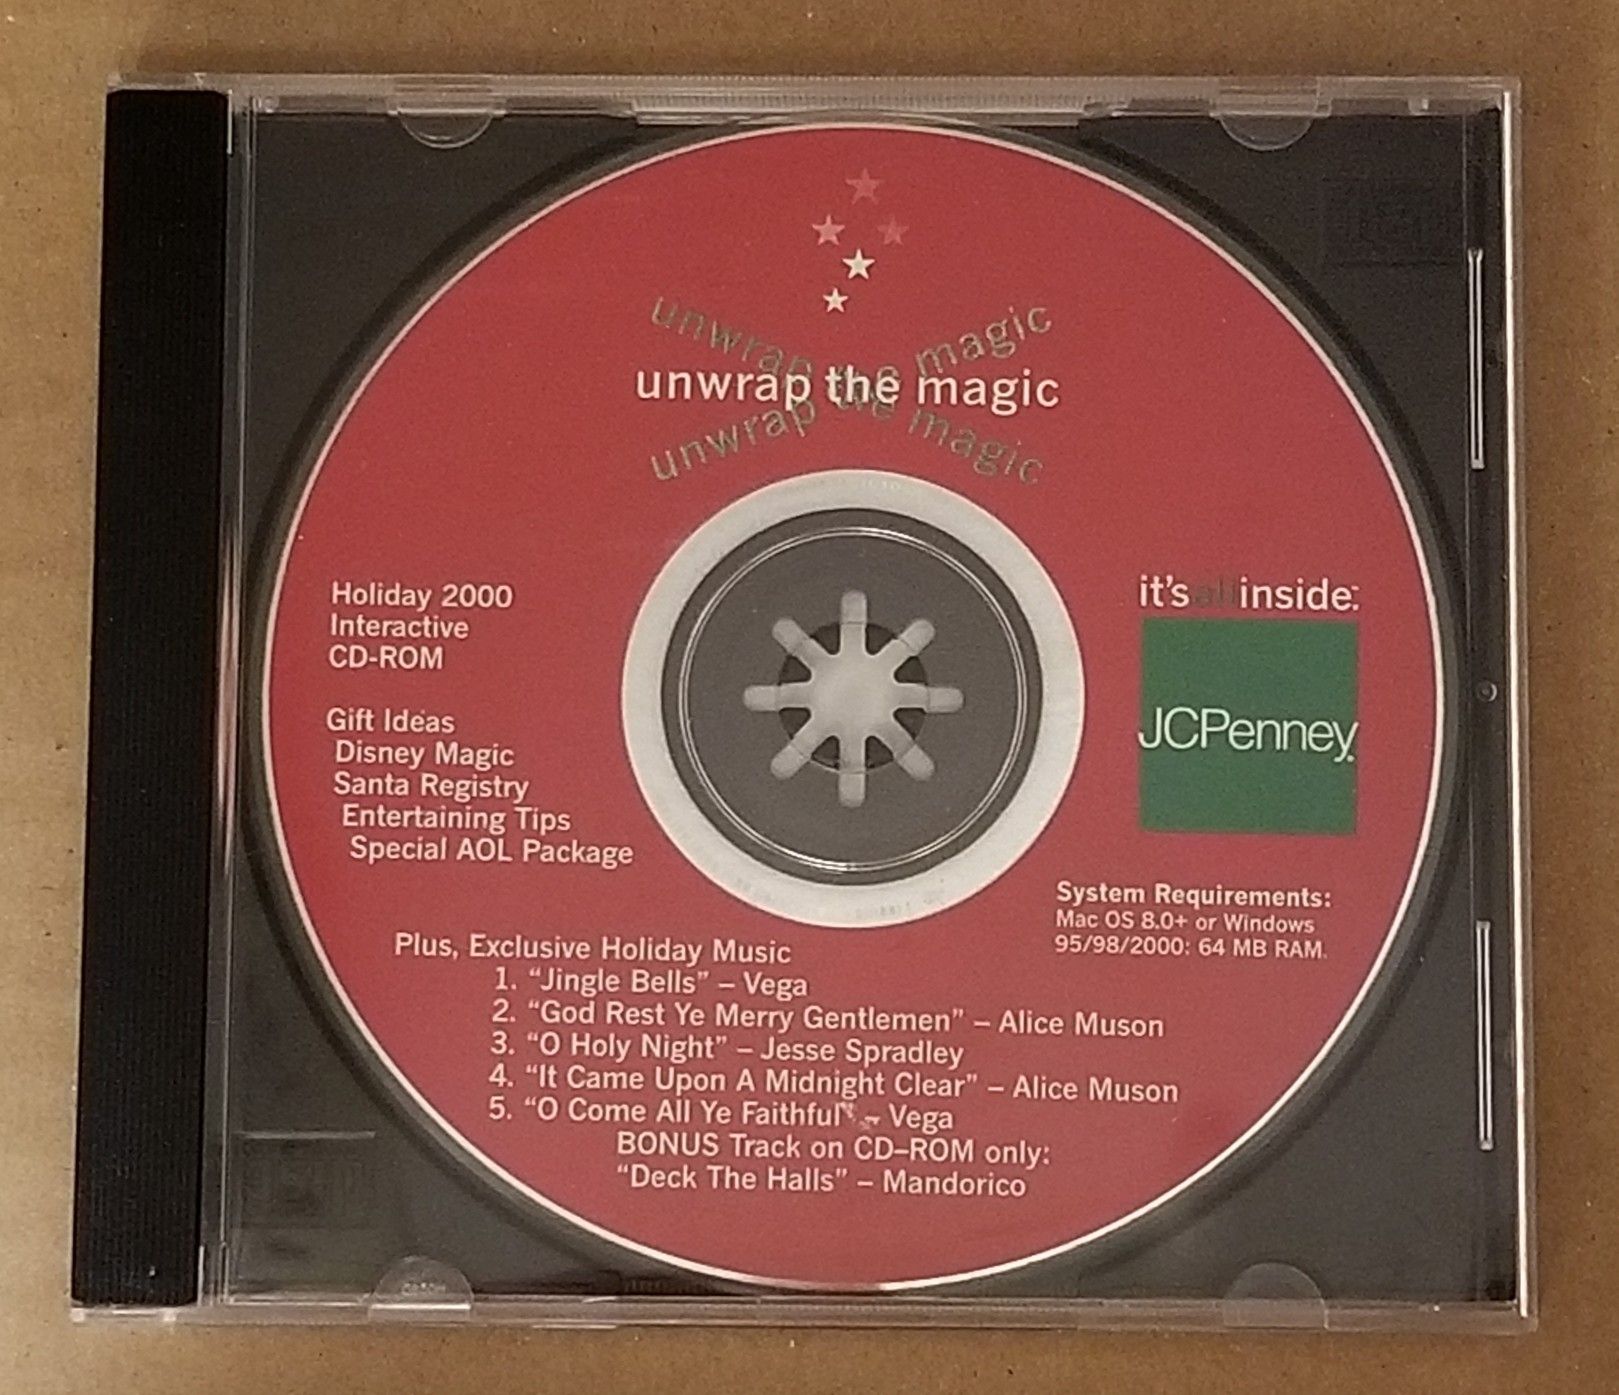 unwrap the magic
unwrap the magic
unwrap the magic
Holiday 2000
Interactive
CD-ROM
Gift Ideas
Disney Magic
Santa Registry
Entertaining Tips
Special AOL Package
it's all inside:
JCPenney
System Requirements:
Mac OS 8.0+ or Windows
95/98/2000: 64 MB RAM.
Plus, Exclusive Holiday Music
1. “Jingle Bells” – Vega
2. “God Rest Ye Merry Gentlemen” – Alice Muson
3. “O Holy Night” – Jesse Spradley
4. “It Came Upon A Midnight Clear” – Alice Muson
5. “O Come All Ye Faithful” – Vega
BONUS Track on CD–ROM only:
“Deck The Halls” – Mandorico